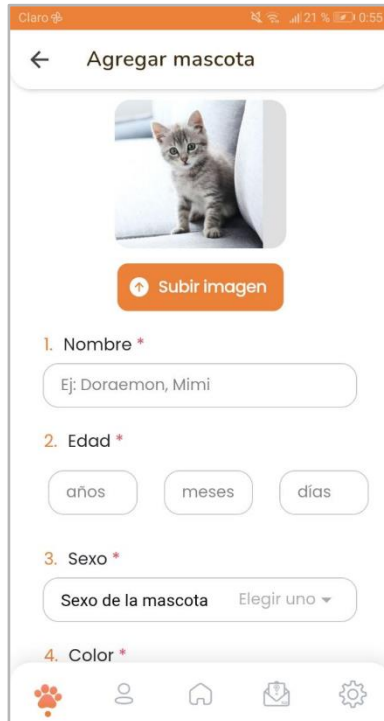 Claro 21 % 0:55
Agregar mascota
Subir imagen
1. Nombre *
Ej: Doraemon, Mimi
2. Edad *
años meses días
3. Sexo *
Sexo de la mascota Elegir uno
4. Color *